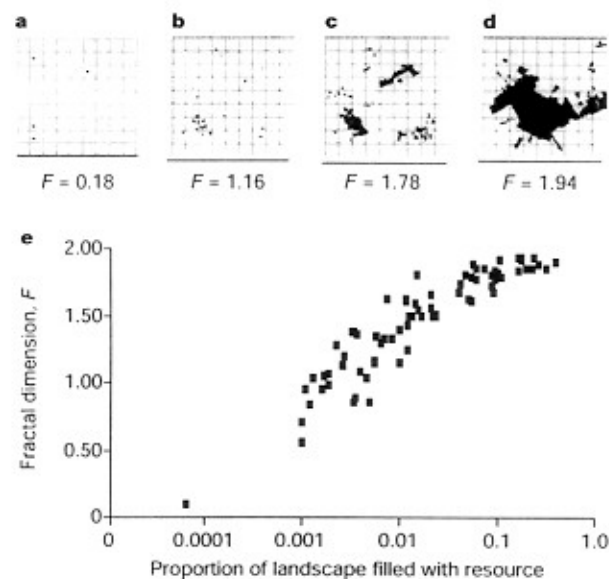 a b c d
F = 0.18 F = 1.16 F = 1.78 F = 1.94
e
2.00
1.50
1.00
0.50
0
Fractal dimension, F
0 0.0001 0.001 0.01 0.1 1.0
Proportion of landscape filled with resource